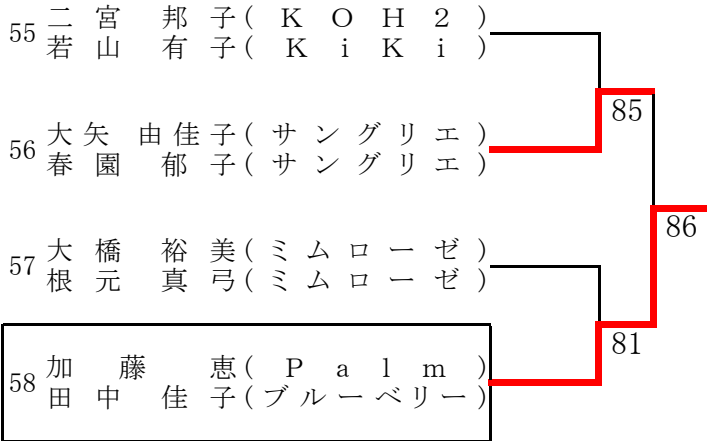 55 二宮 邦子(KOH2)
若山 有子(KiKi)
85
56 大矢 由佳子(サングリエ)
春園 郁子(サングリエ)
86
57 大橋 裕美(ミムローゼ)
根元 真弓(ミムローゼ)
81
58 加藤 恵(Palm)
田中 佳子(ブルーベリー)